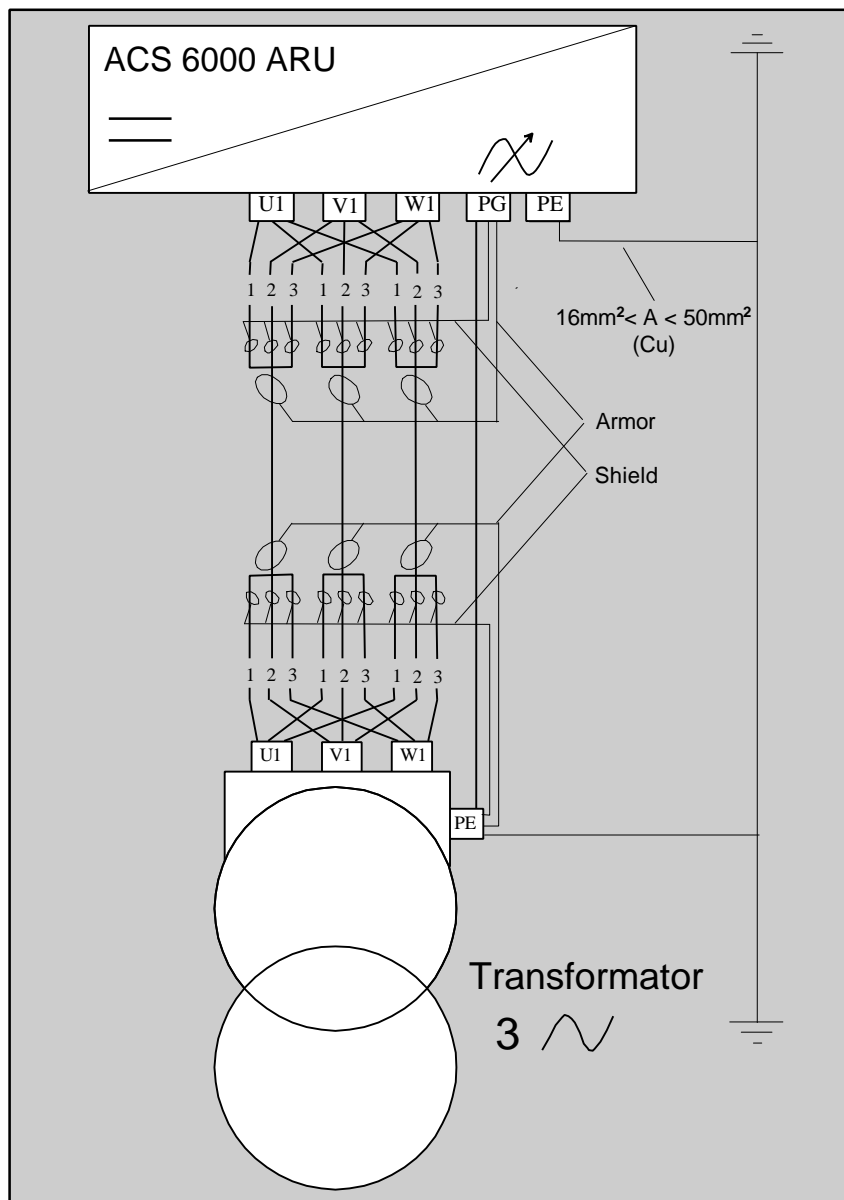 ACS 6000 ARU
U1 V1 W1 PG PE
1 2 3 1 2 3 1 2 3
16mm²< A < 50mm²
(Cu)
Armor
Shield
1 2 3 1 2 3 1 2 3
U1 V1 W1
PE
Transformator
3